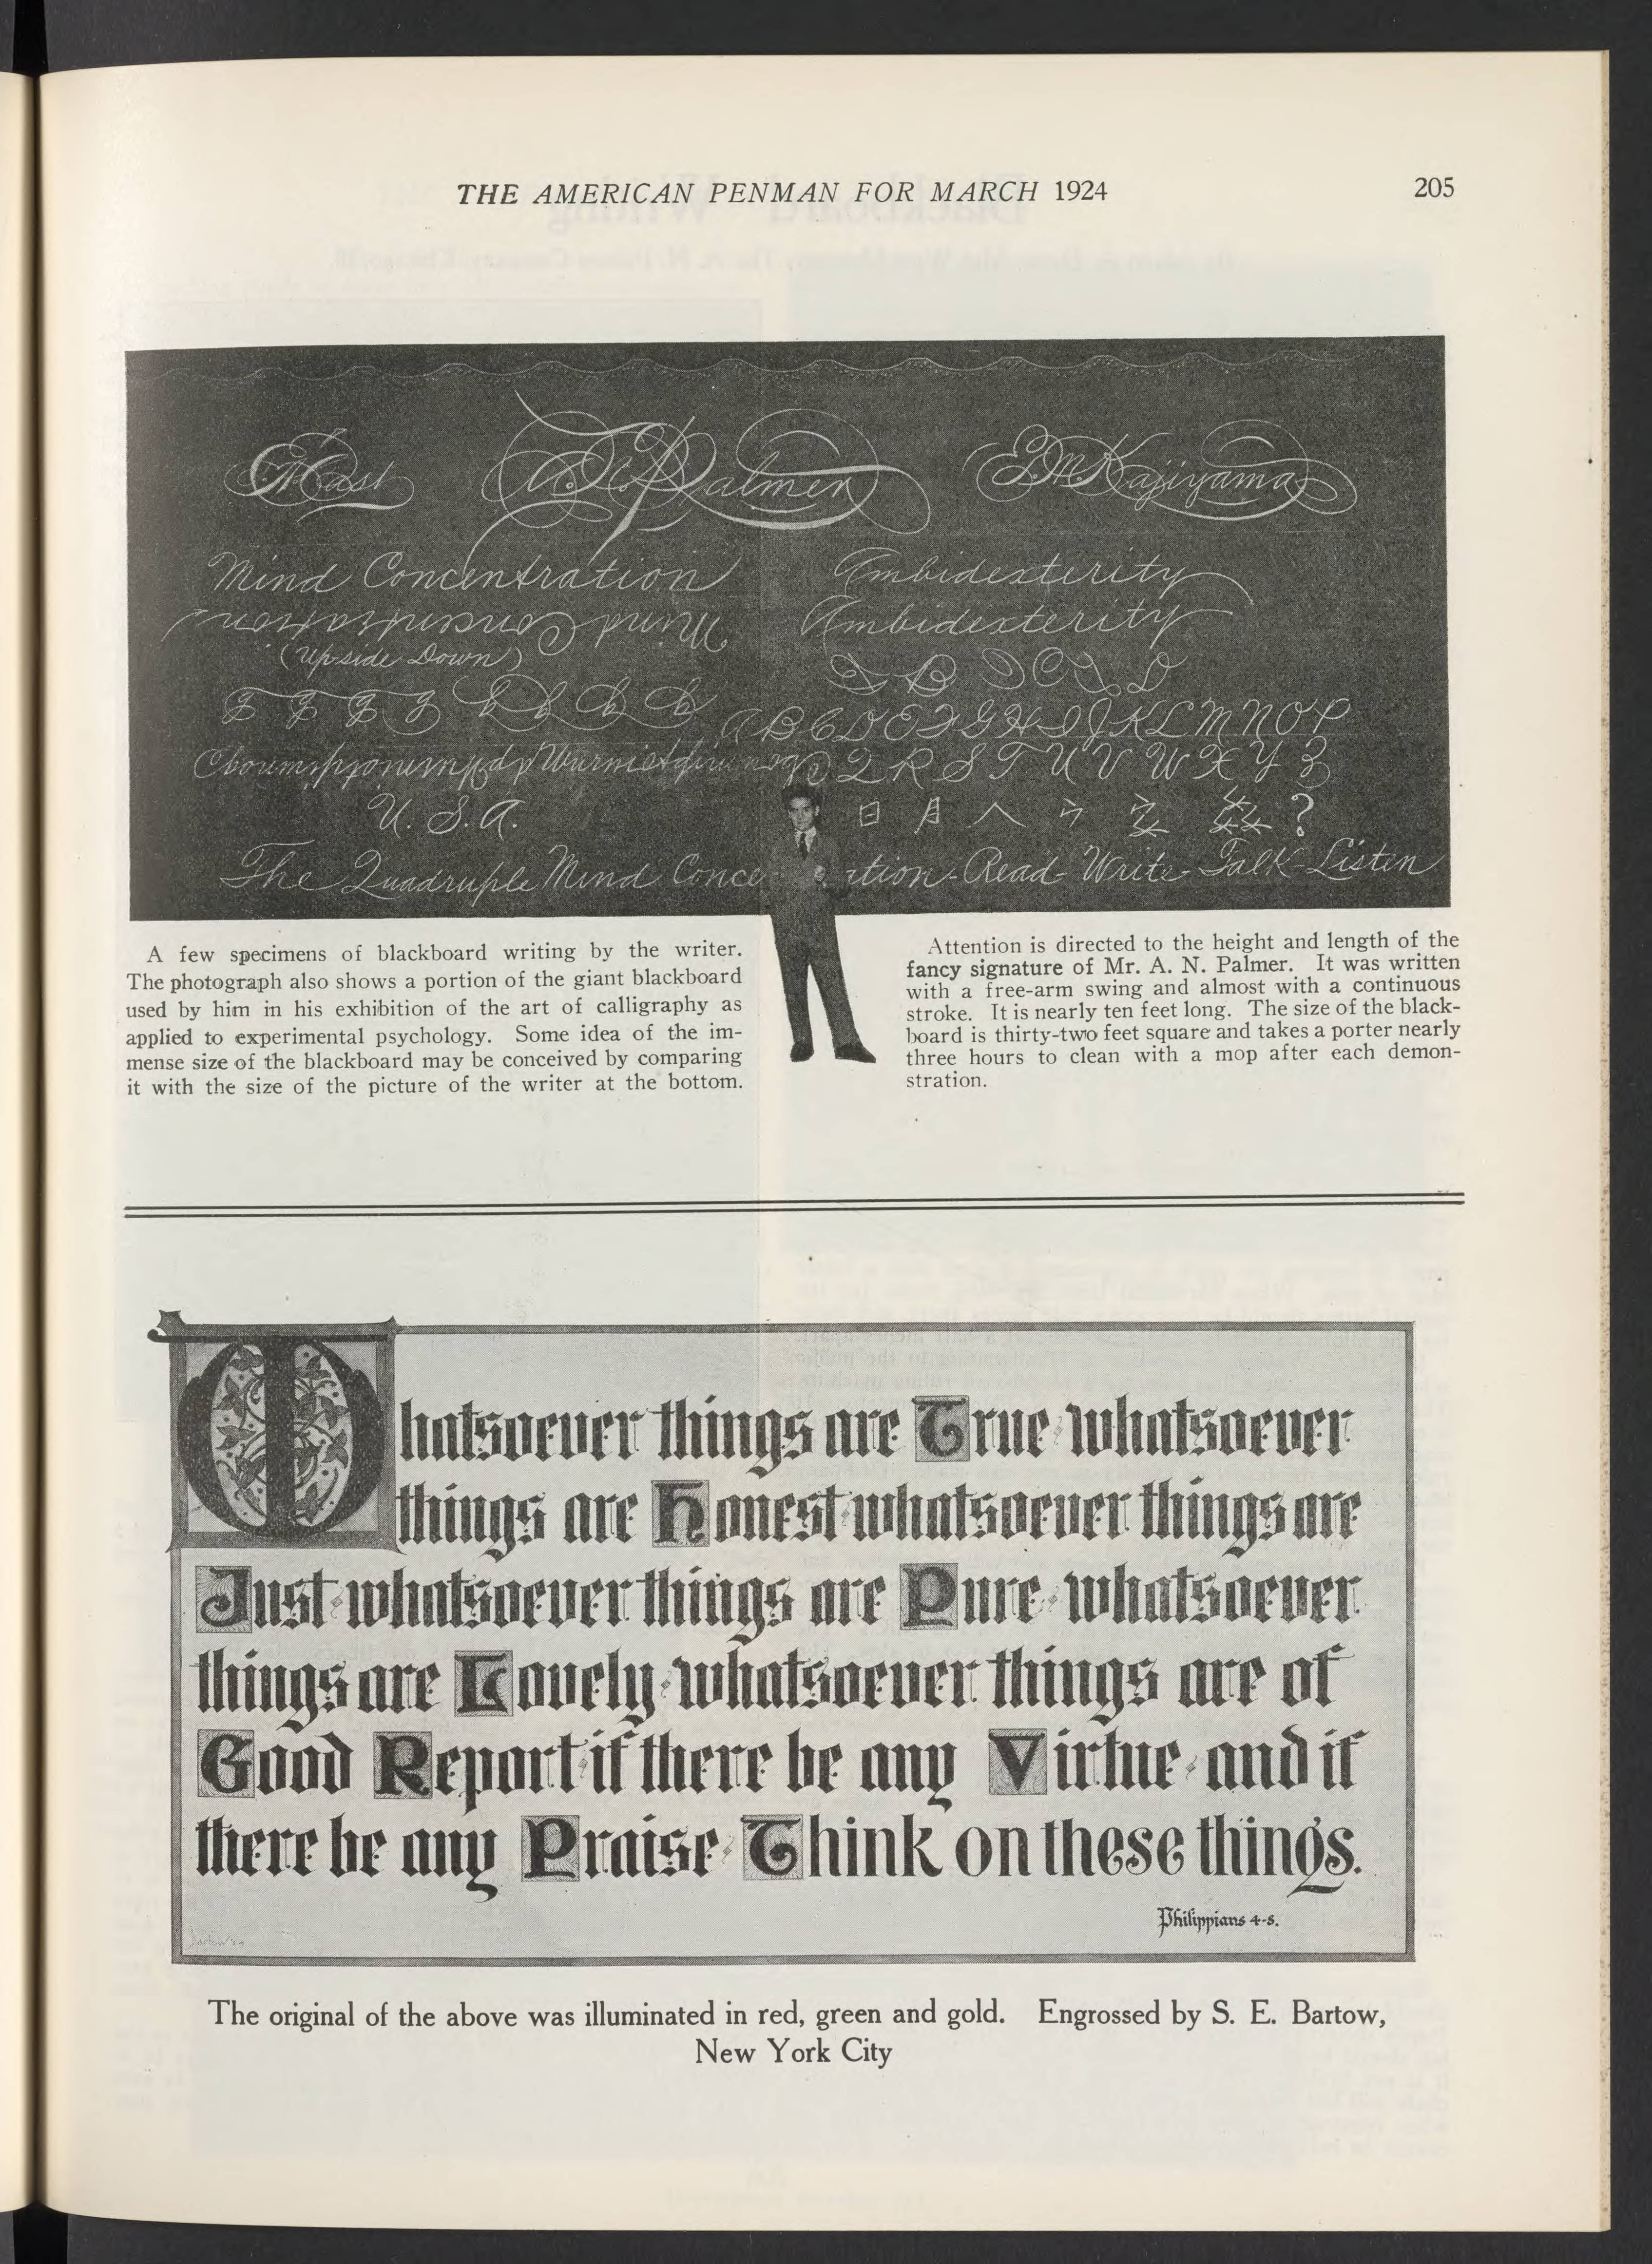 THE AMERICAN PENMAN FOR MARCH 1924
205
A. N. Palmer
E. M. Kajiyama
Mind Concentration
Ambidexterity
Mind Concentration
Ambidexterity
(Up-side Down)
A B C D E F G H I J K L M N O P
Q R S T U V W X Y Z
U. S. A.
日 月 人
?
The Quadruple Mind Conce ation - Read - Write - Talk - Listen
A few specimens of blackboard writing by the writer.
The photograph also shows a portion of the giant blackboard
used by him in his exhibition of the art of calligraphy as
applied to experimental psychology. Some idea of the im-
mense size of the blackboard may be conceived by comparing
it with the size of the picture of the writer at the bottom.
Attention is directed to the height and length of the
fancy signature of Mr. A. N. Palmer. It was written
with a free-arm swing and almost with a continuous
stroke. It is nearly ten feet long. The size of the black-
board is thirty-two feet square and takes a porter nearly
three hours to clean with a mop after each demon-
stration.
Whatsoever things are True whatsoever
things are Honest whatsoever things are
Just whatsoever things are Pure whatsoever
things are Lovely whatsoever things are of
Good Report if there be any Virtue and if
there be any Praise Think on these things.
Philippians 4-8.
The original of the above was illuminated in red, green and gold. Engrossed by S. E. Bartow,
New York City